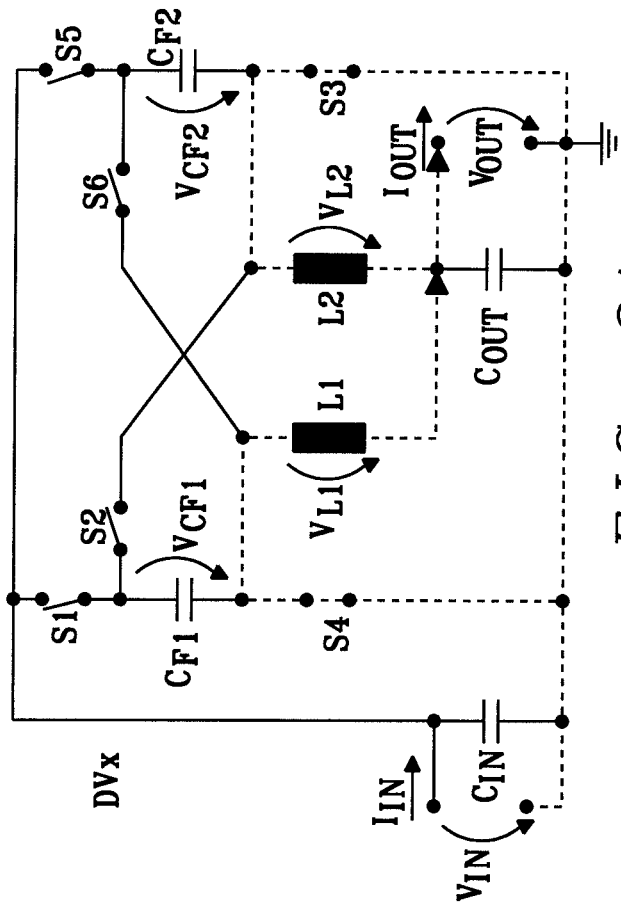 DVx
S1
S2
S6
S5
CF1
VCF1
VCF2
CF2
S4
VL1
L1
L2
VL2
S3
IIN
VIN
CIN
COUT
IOUT
VOUT